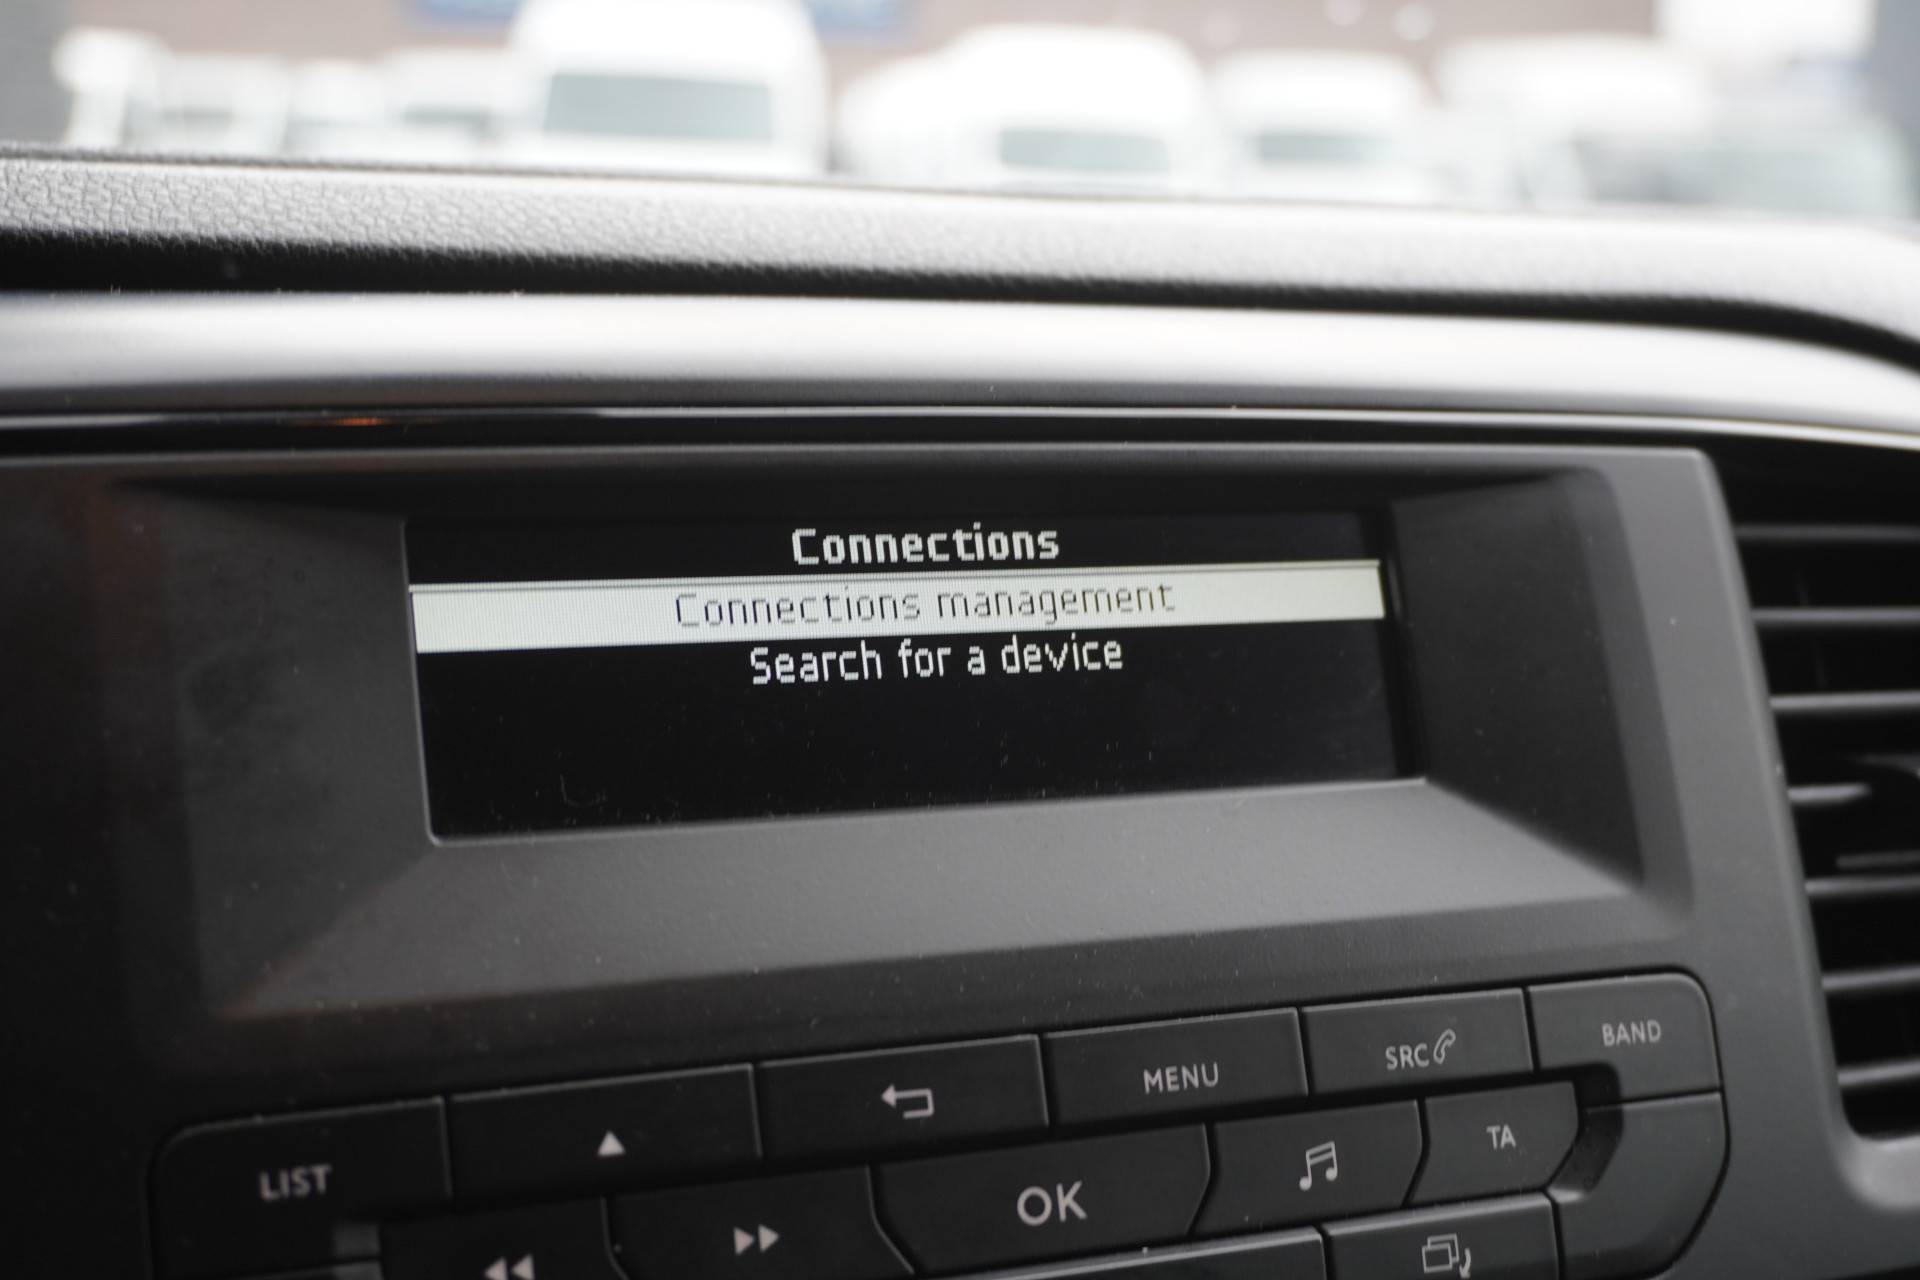 Connections
Connections management
Search for a device
LIST
MENU
SRC
BAND
OK
TA